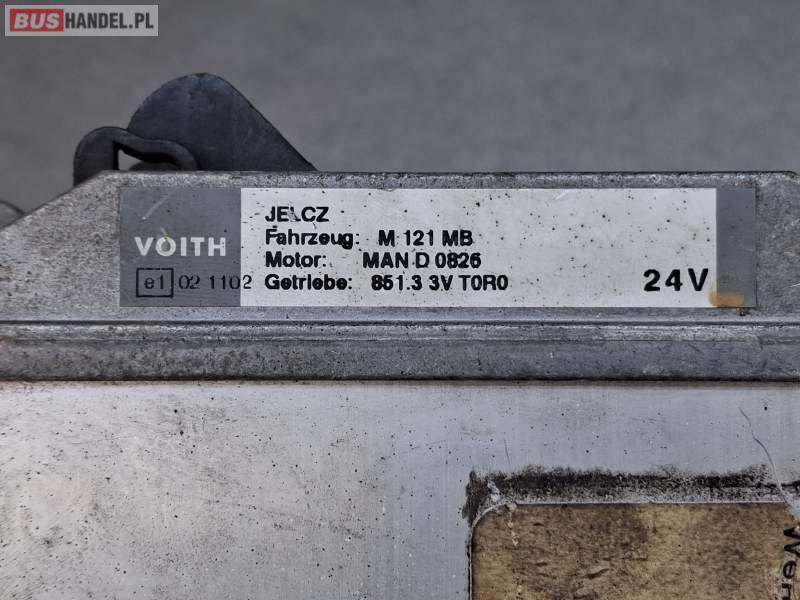 BUSHANDEL.PL
VOITH
e1 02 1102
JELCZ
Fahrzeug: M 121 MB
Motor: MAN D 0826
Getriebe: 851.3 3V T0R0
24V